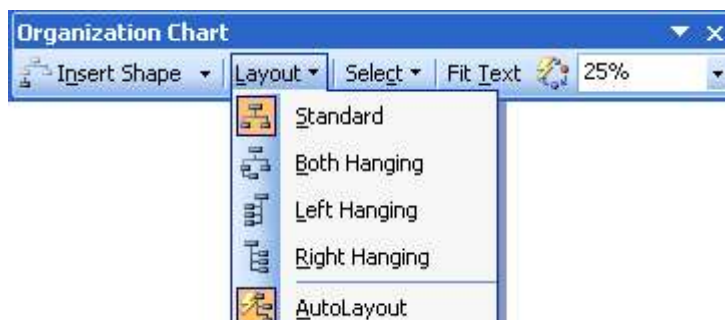 Organization Chart
Insert Shape Layout Select Fit Text 25%
Standard
Both Hanging
Left Hanging
Right Hanging
AutoLayout